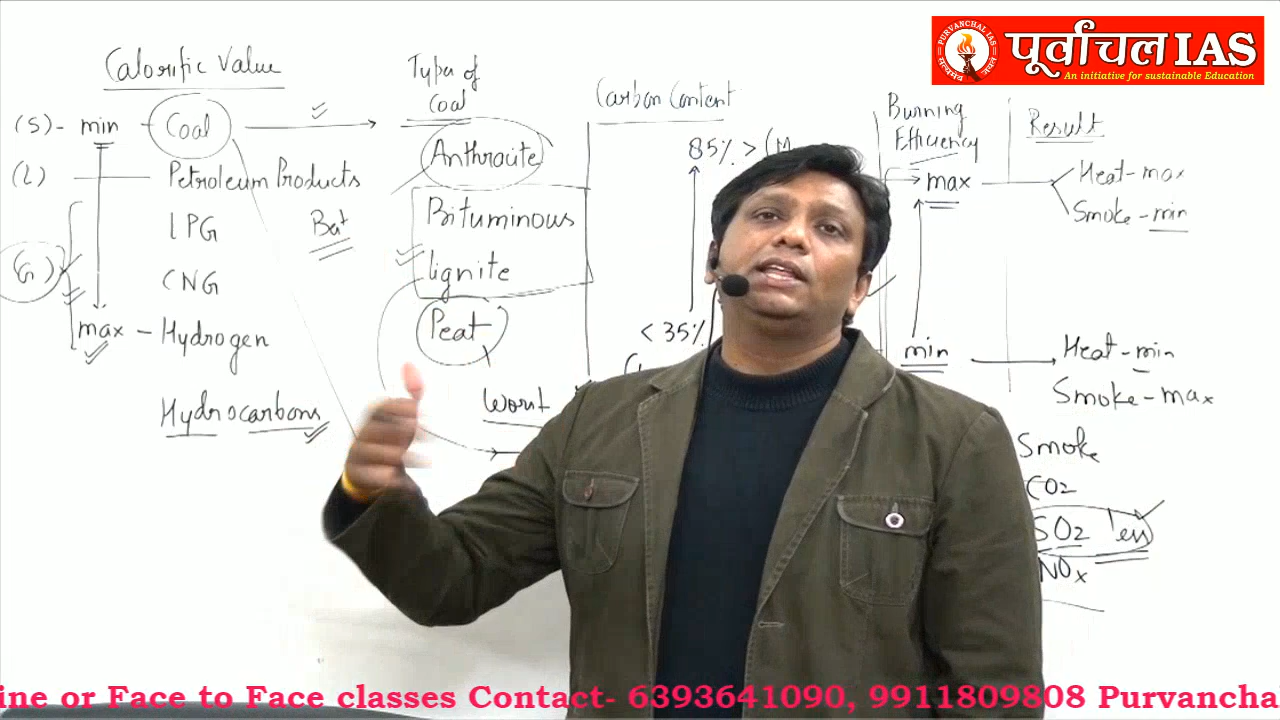 PURVANCHAL IAS
पूर्वांचल IAS
An initiative for sustainable Education
Calorific Value
(S) - min - Coal
(L) Petroleum Products
LPG
(G) CNG
max - Hydrogen
Hydrocarbons
Bat
Type of
Coal
Anthracite
Bituminous
lignite
Peat
Worst
Carbon Content
85% >
< 35%
Burning
Efficiency
max
min
Result
Heat - max
Smoke - min
Heat - min
Smoke - max
Smoke
CO2
SO2
NOx
ine or Face to Face classes Contact- 6393641090, 9911809808 Purvancha